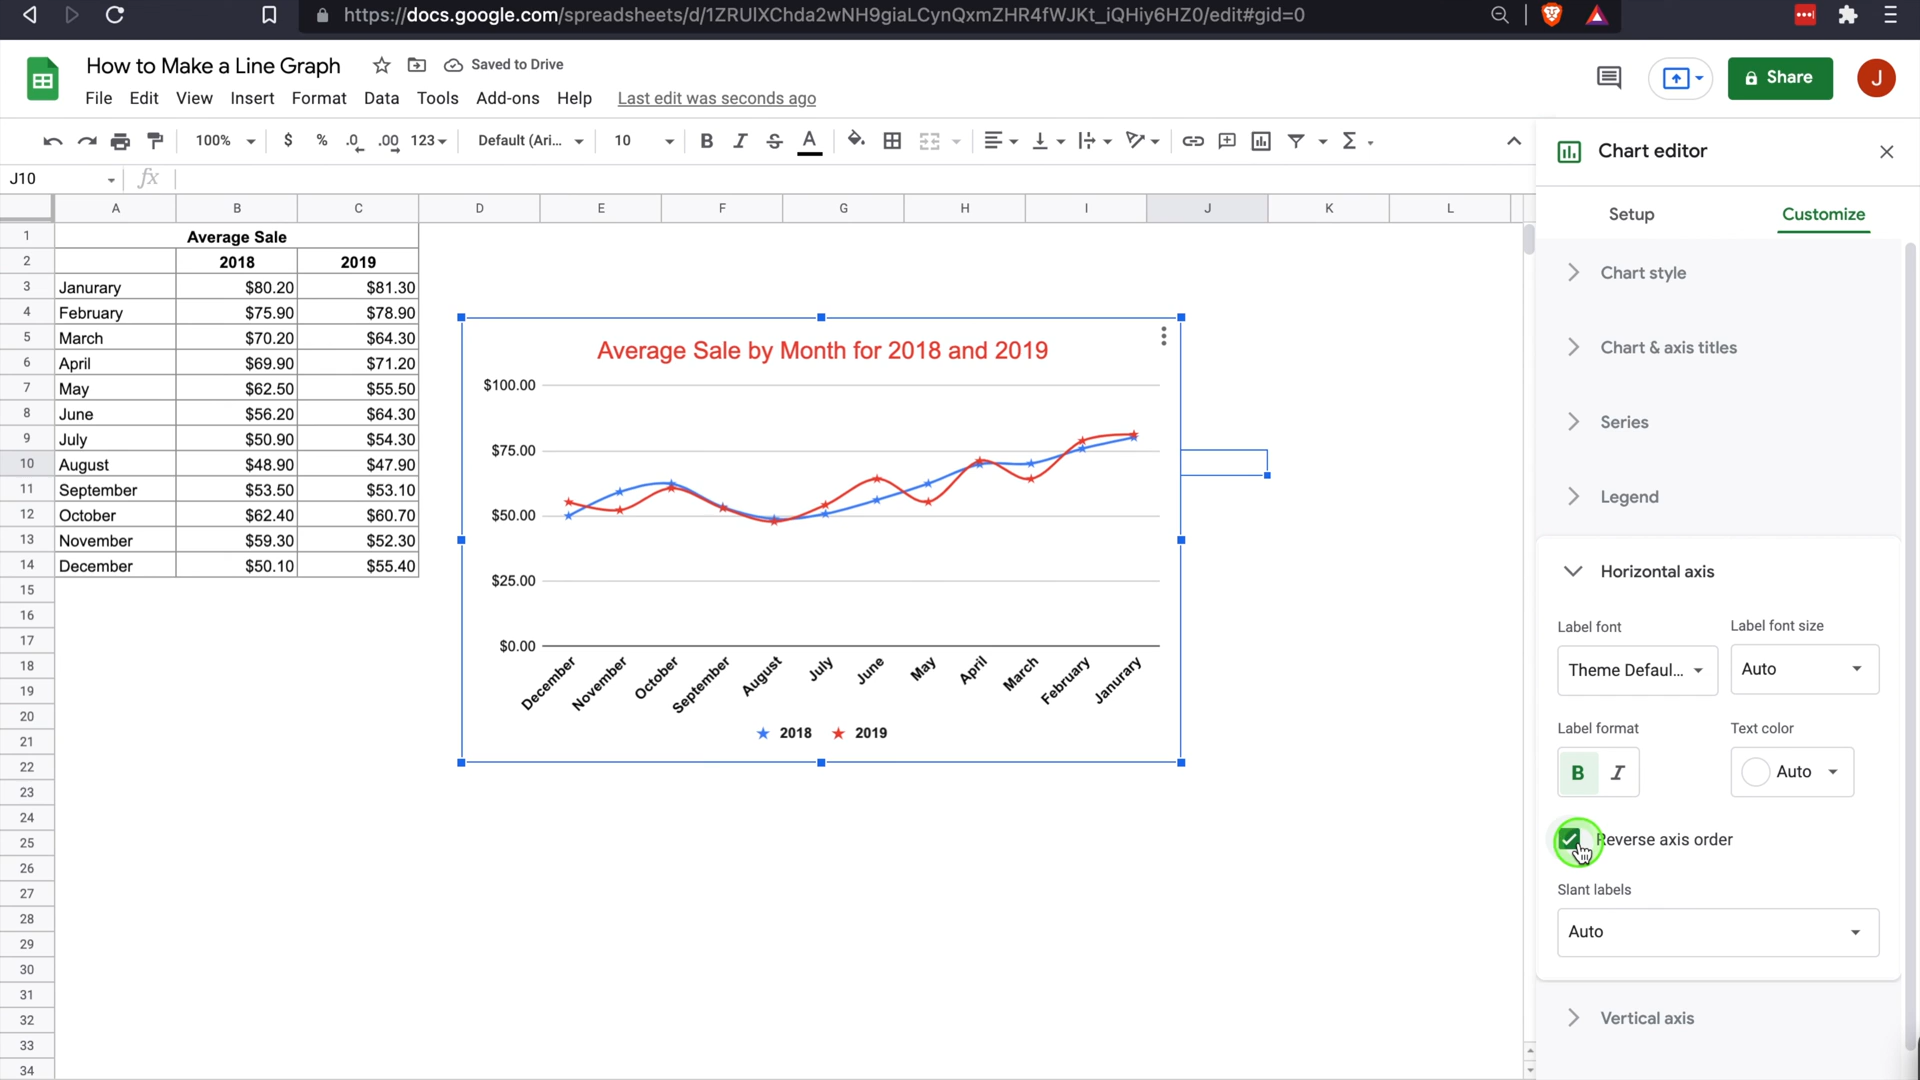 https://docs.google.com/spreadsheets/d/1ZRUlXChda2wNH9giaLCynQxmZHR4fWJKt_iQHiy6HZ0/edit#gid=0
How to Make a Line Graph
Saved to Drive
Share
J
File Edit View Insert Format Data Tools Add-ons Help Last edit was seconds ago
100% $ % .0 .00 123 Default (Ari... 10 B I S A Σ
Chart editor
J10 fx
Setup Customize
A B C D E F G H I J K L
1 Average Sale
2 2018 2019
3 Janurary $80.20 $81.30
4 February $75.90 $78.90
5 March $70.20 $64.30
6 April $69.90 $71.20
7 May $62.50 $55.50
8 June $56.20 $64.30
9 July $50.90 $54.30
10 August $48.90 $47.90
11 September $53.50 $53.10
12 October $62.40 $60.70
13 November $59.30 $52.30
14 December $50.10 $55.40
15
16
17
18
19
20
21
22
23
24
25
26
27
28
29
30
31
32
33
34
Average Sale by Month for 2018 and 2019
$100.00
$75.00
$50.00
$25.00
$0.00
December November October September August July June May April March February Janurary
2018 2019
Chart style
Chart & axis titles
Series
Legend
Horizontal axis
Label font Label font size
Theme Defaul... Auto
Label format Text color
B I Auto
Reverse axis order
Slant labels
Auto
Vertical axis